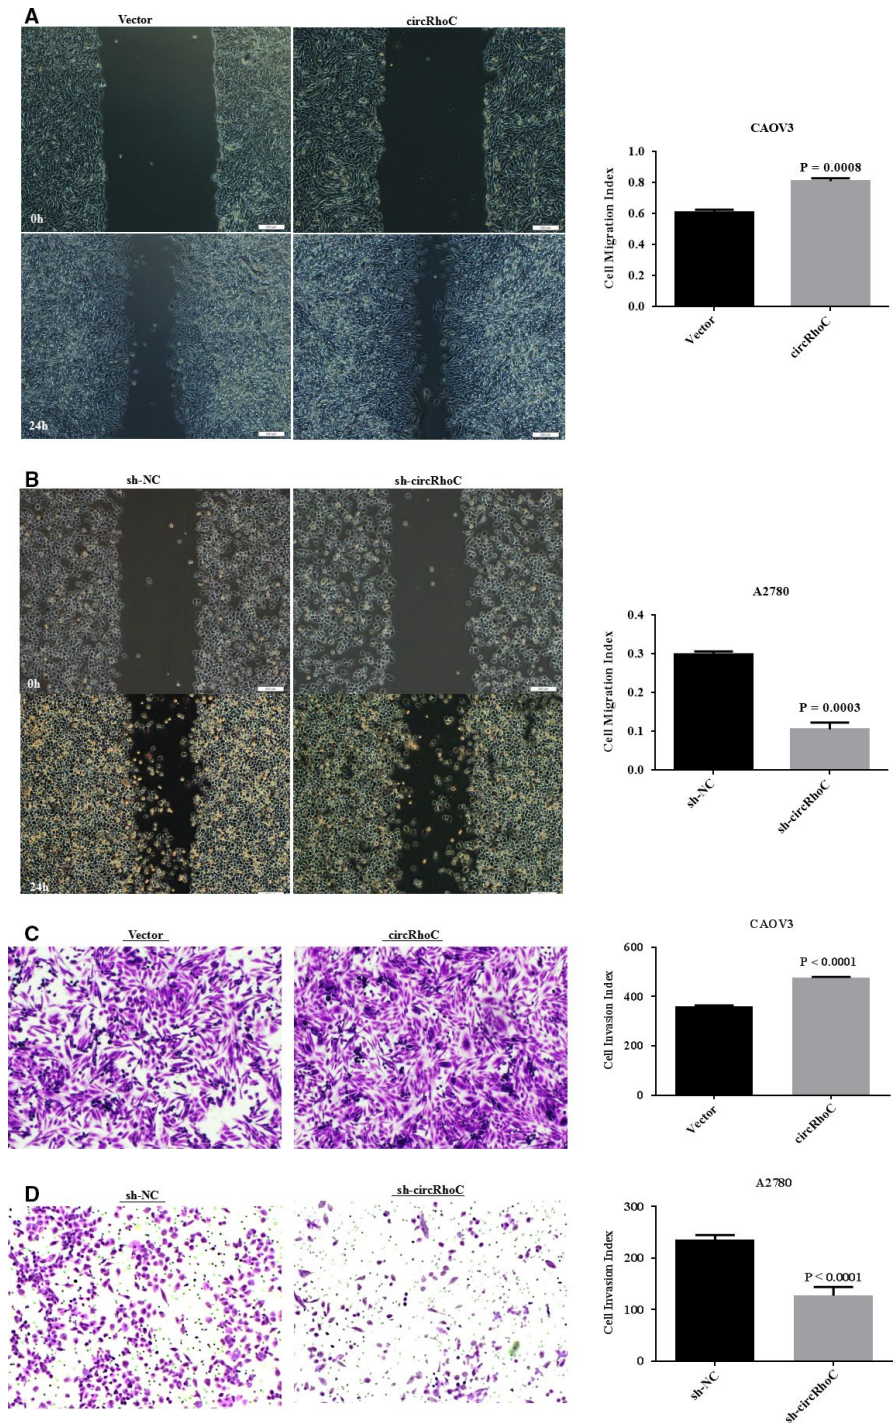 A
Vector
circRhoC
0h
24h
CAOV3
Cell Migration Index
1.0
0.8
0.6
0.4
0.2
0.0
P = 0.0008
Vector
circRhoC
B
sh-NC
sh-circRhoC
0h
24h
A2780
Cell Migration Index
0.4
0.3
0.2
0.1
0.0
P = 0.0003
sh-NC
sh-circRhoC
C
Vector
circRhoC
CAOV3
Cell Invasion Index
600
400
200
0
P < 0.0001
Vector
circRhoC
D
sh-NC
sh-circRhoC
A2780
Cell Invasion Index
300
200
100
0
P < 0.0001
sh-NC
sh-circRhoC